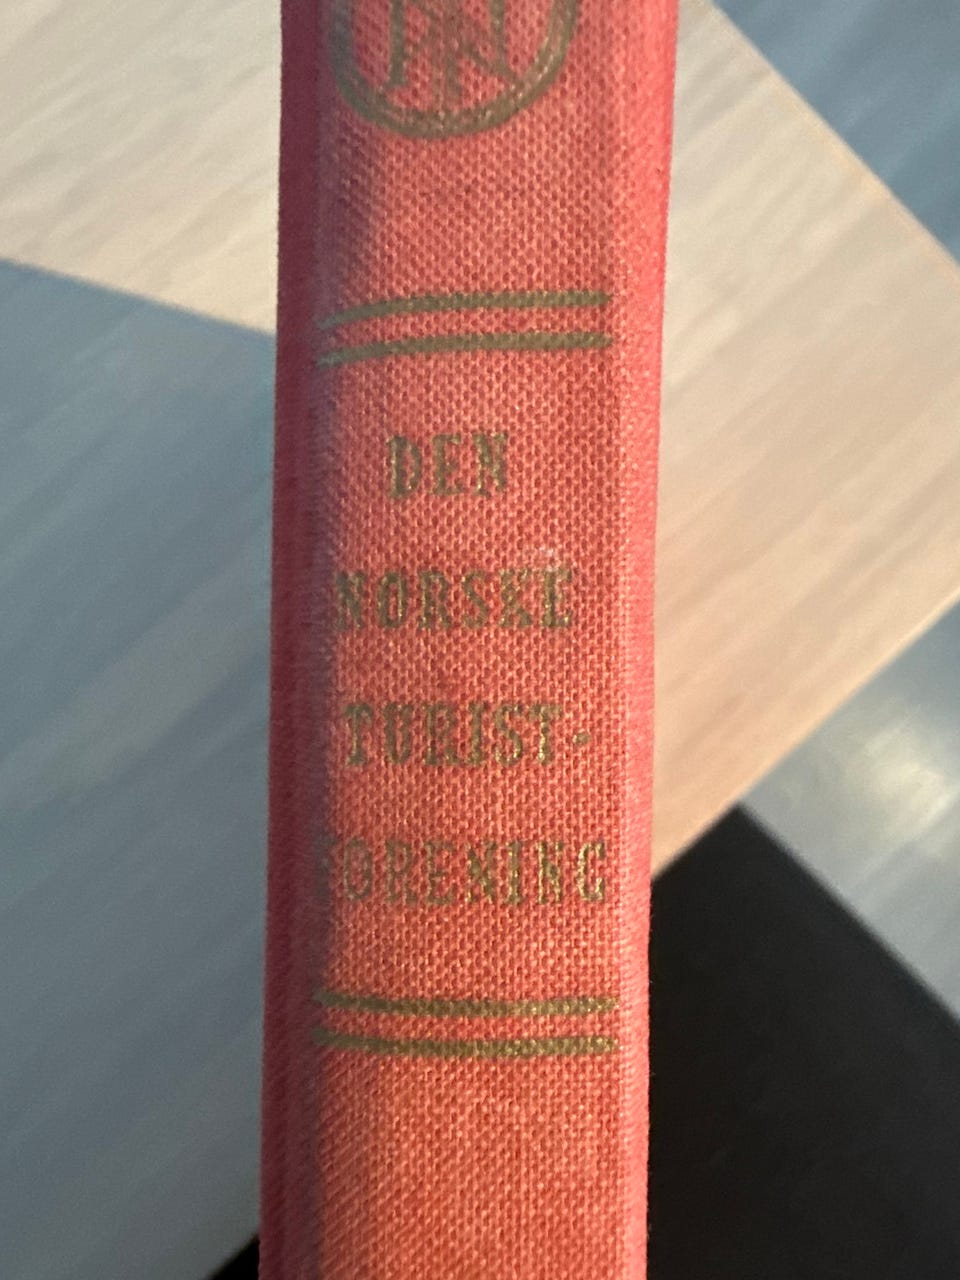 DEN
NORSKE
TURIST-
FORENING